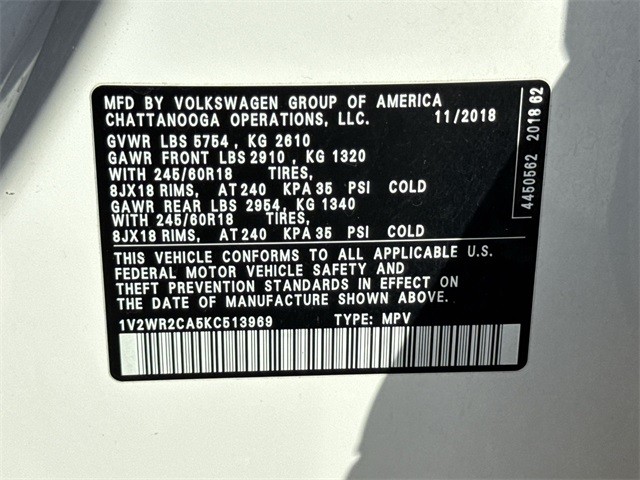 MFD BY VOLKSWAGEN GROUP OF AMERICA
CHATTANOOGA OPERATIONS, LLC. 11/2018
GVWR LBS 5754 , KG 2610
GAWR FRONT LBS 2910 , KG 1320
WITH 245/60R18 TIRES,
8JX18 RIMS, AT 240 KPA 35 PSI COLD
GAWR REAR LBS 2954, KG 1340
WITH 245/60R18 TIRES,
8JX18 RIMS, AT 240 KPA 35 PSI COLD
THIS VEHICLE CONFORMS TO ALL APPLICABLE U.S.
FEDERAL MOTOR VEHICLE SAFETY AND
THEFT PREVENTION STANDARDS IN EFFECT ON
THE DATE OF MANUFACTURE SHOWN ABOVE.
1V2WR2CA5KC513969 TYPE: MPV
4450562 2018 62